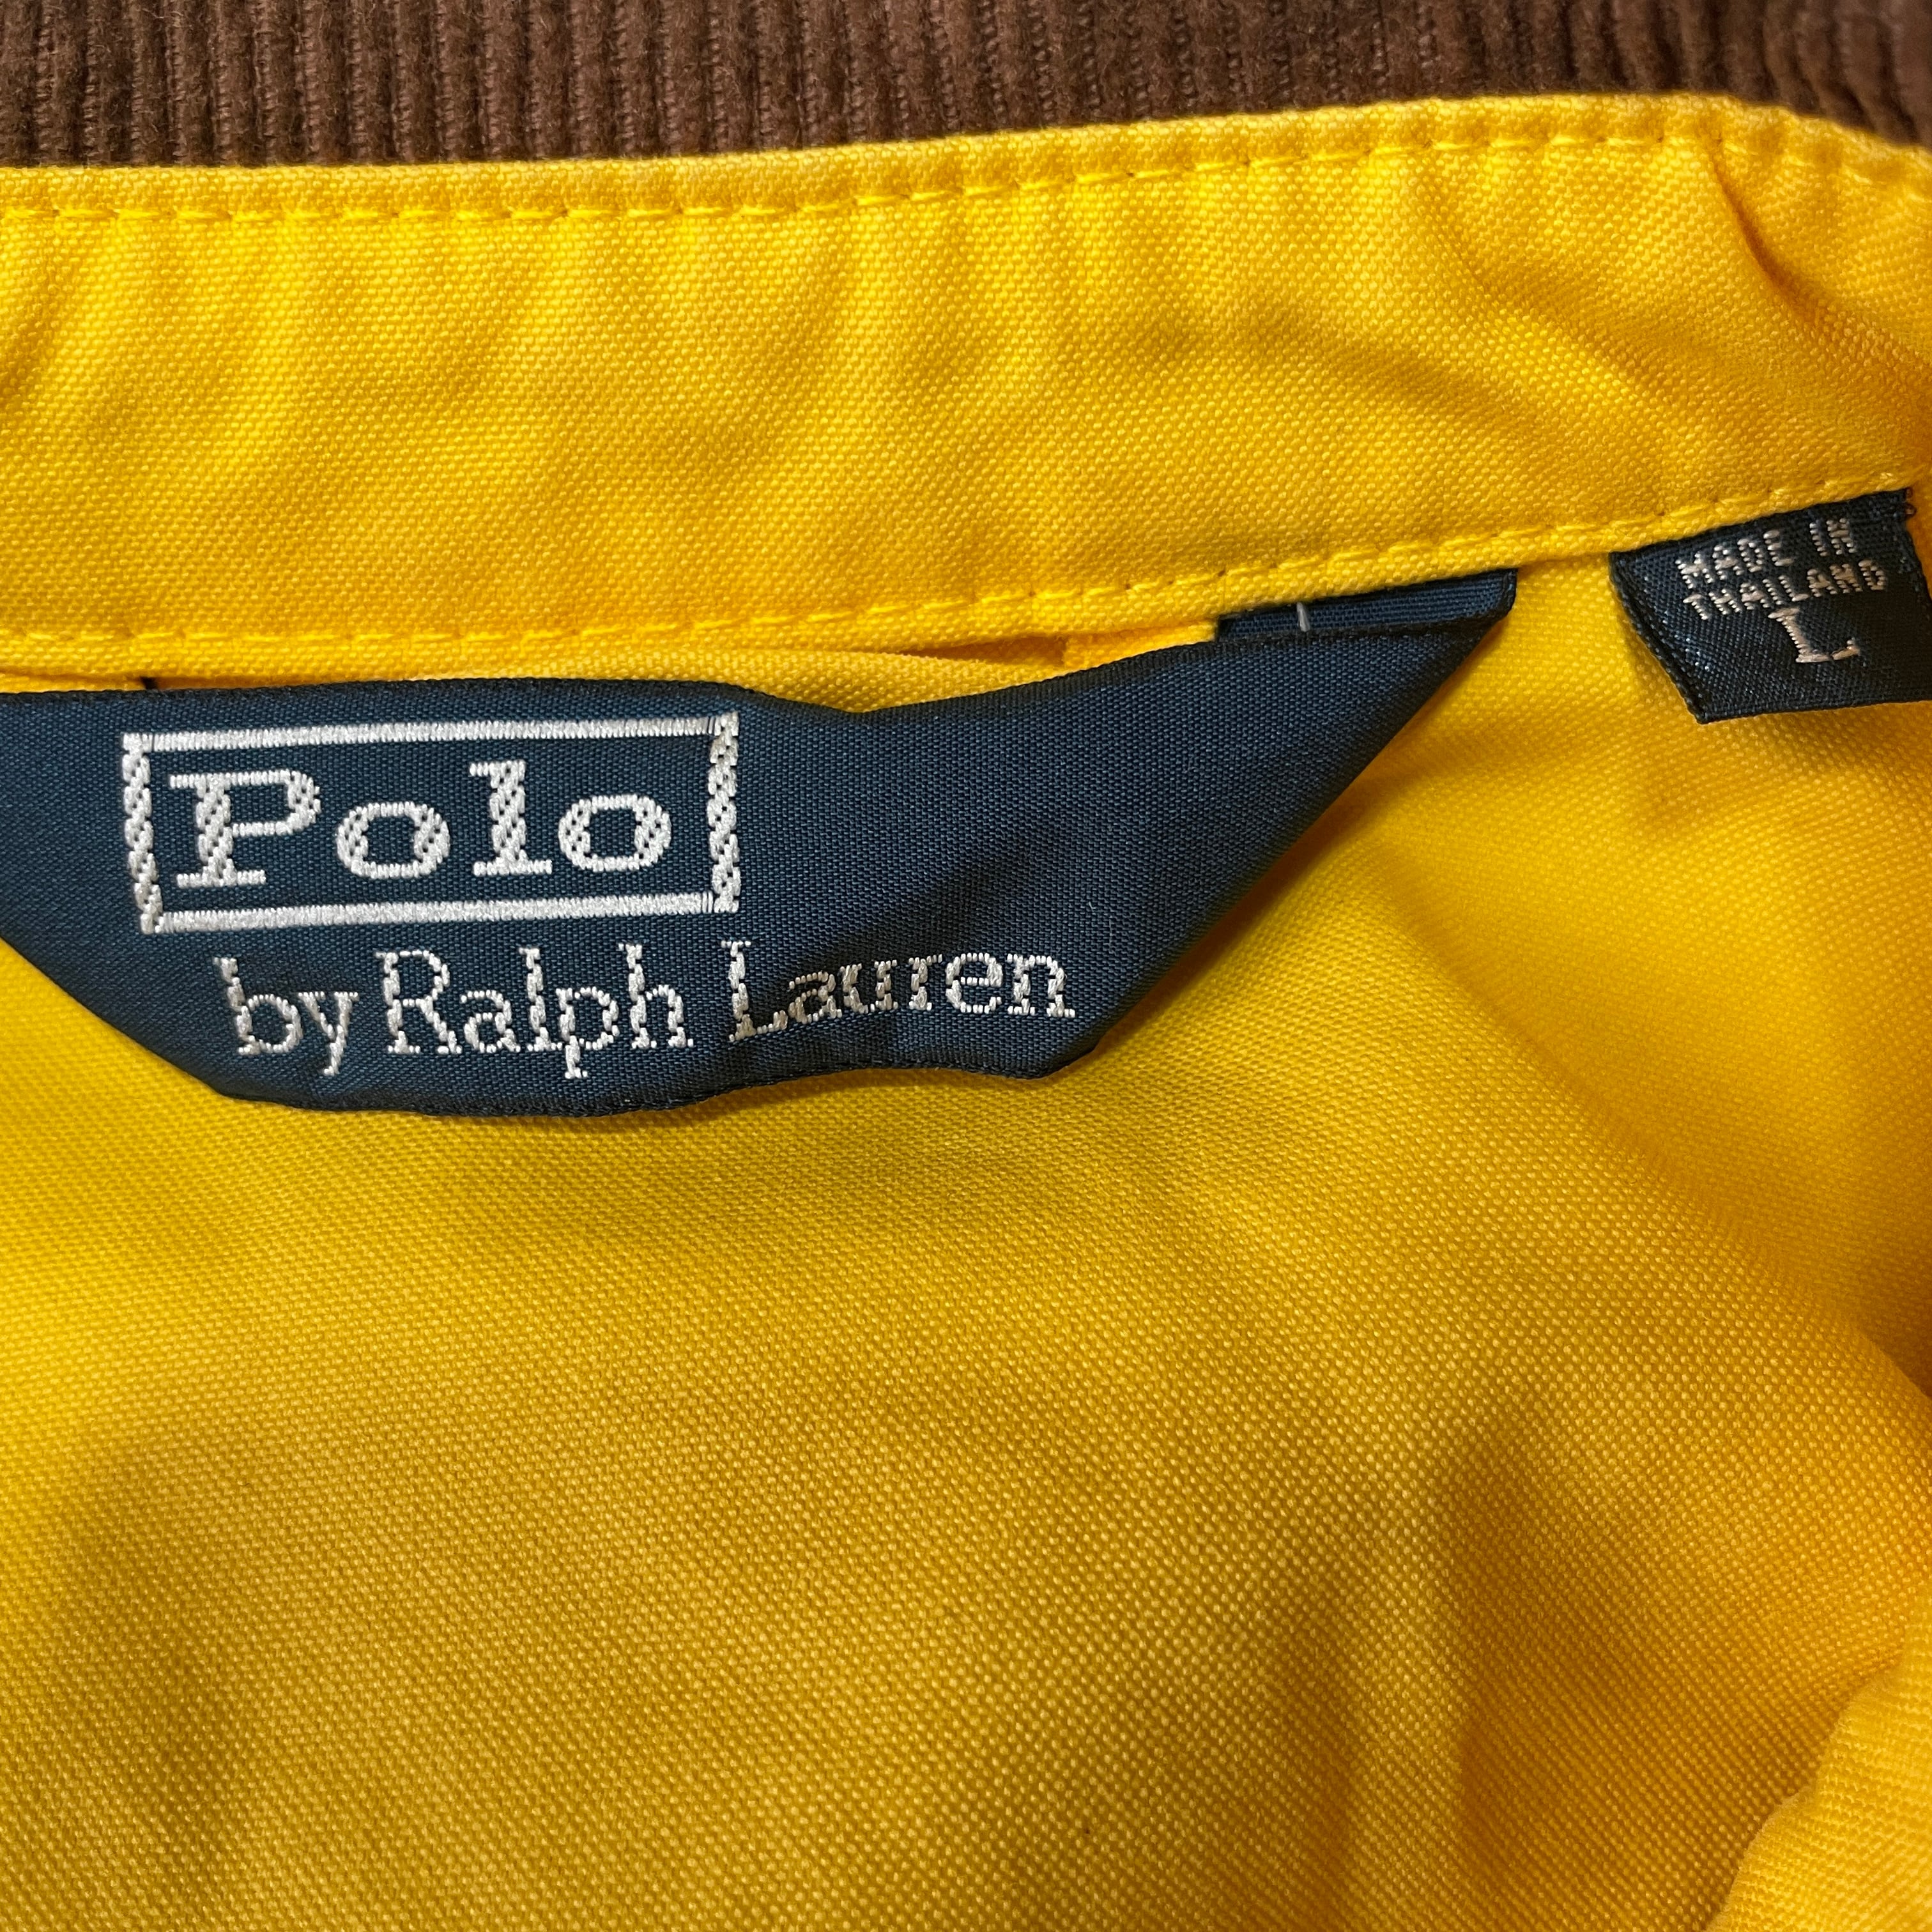 Polo
by Ralph Lauren
MADE IN
THAILAND
L